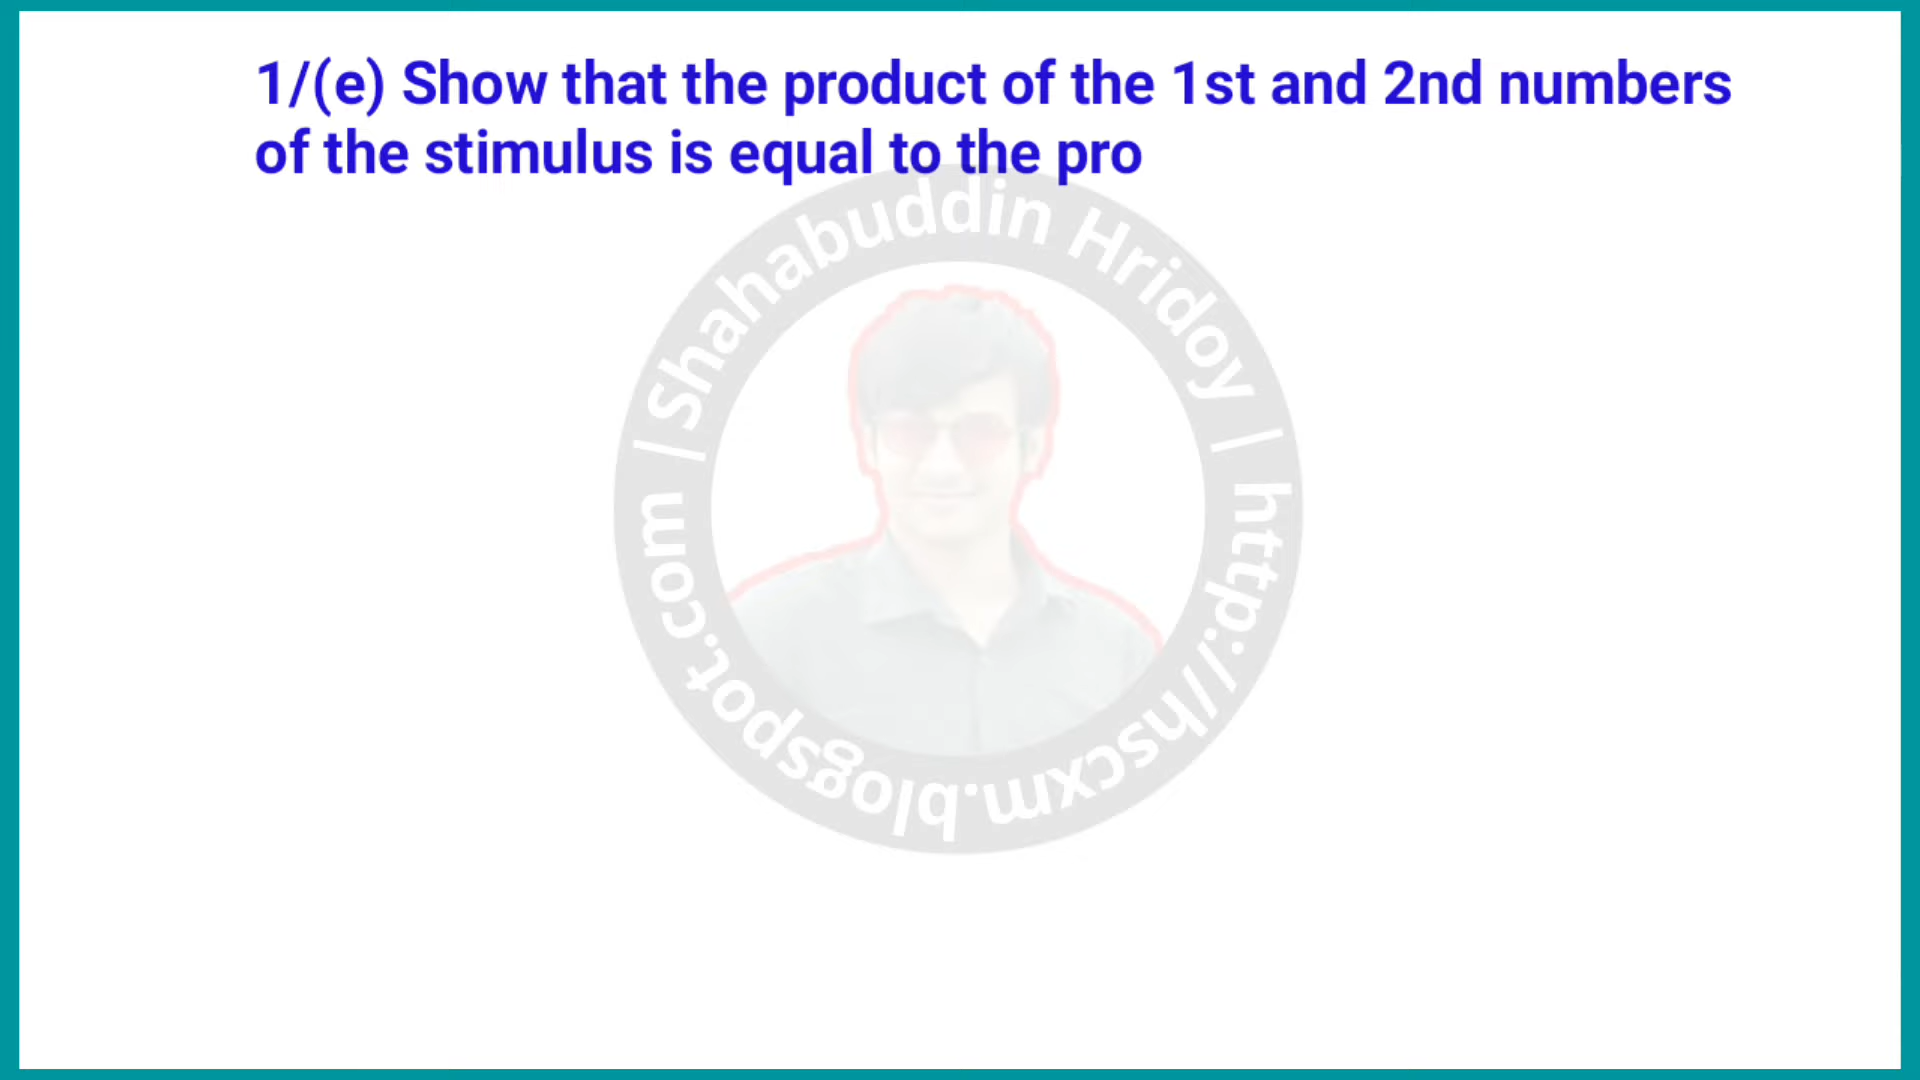 1/(e) Show that the product of the 1st and 2nd numbers
of the stimulus is equal to the pro
|Shahabuddin Hridoy | http://hscxm.blogspot.com